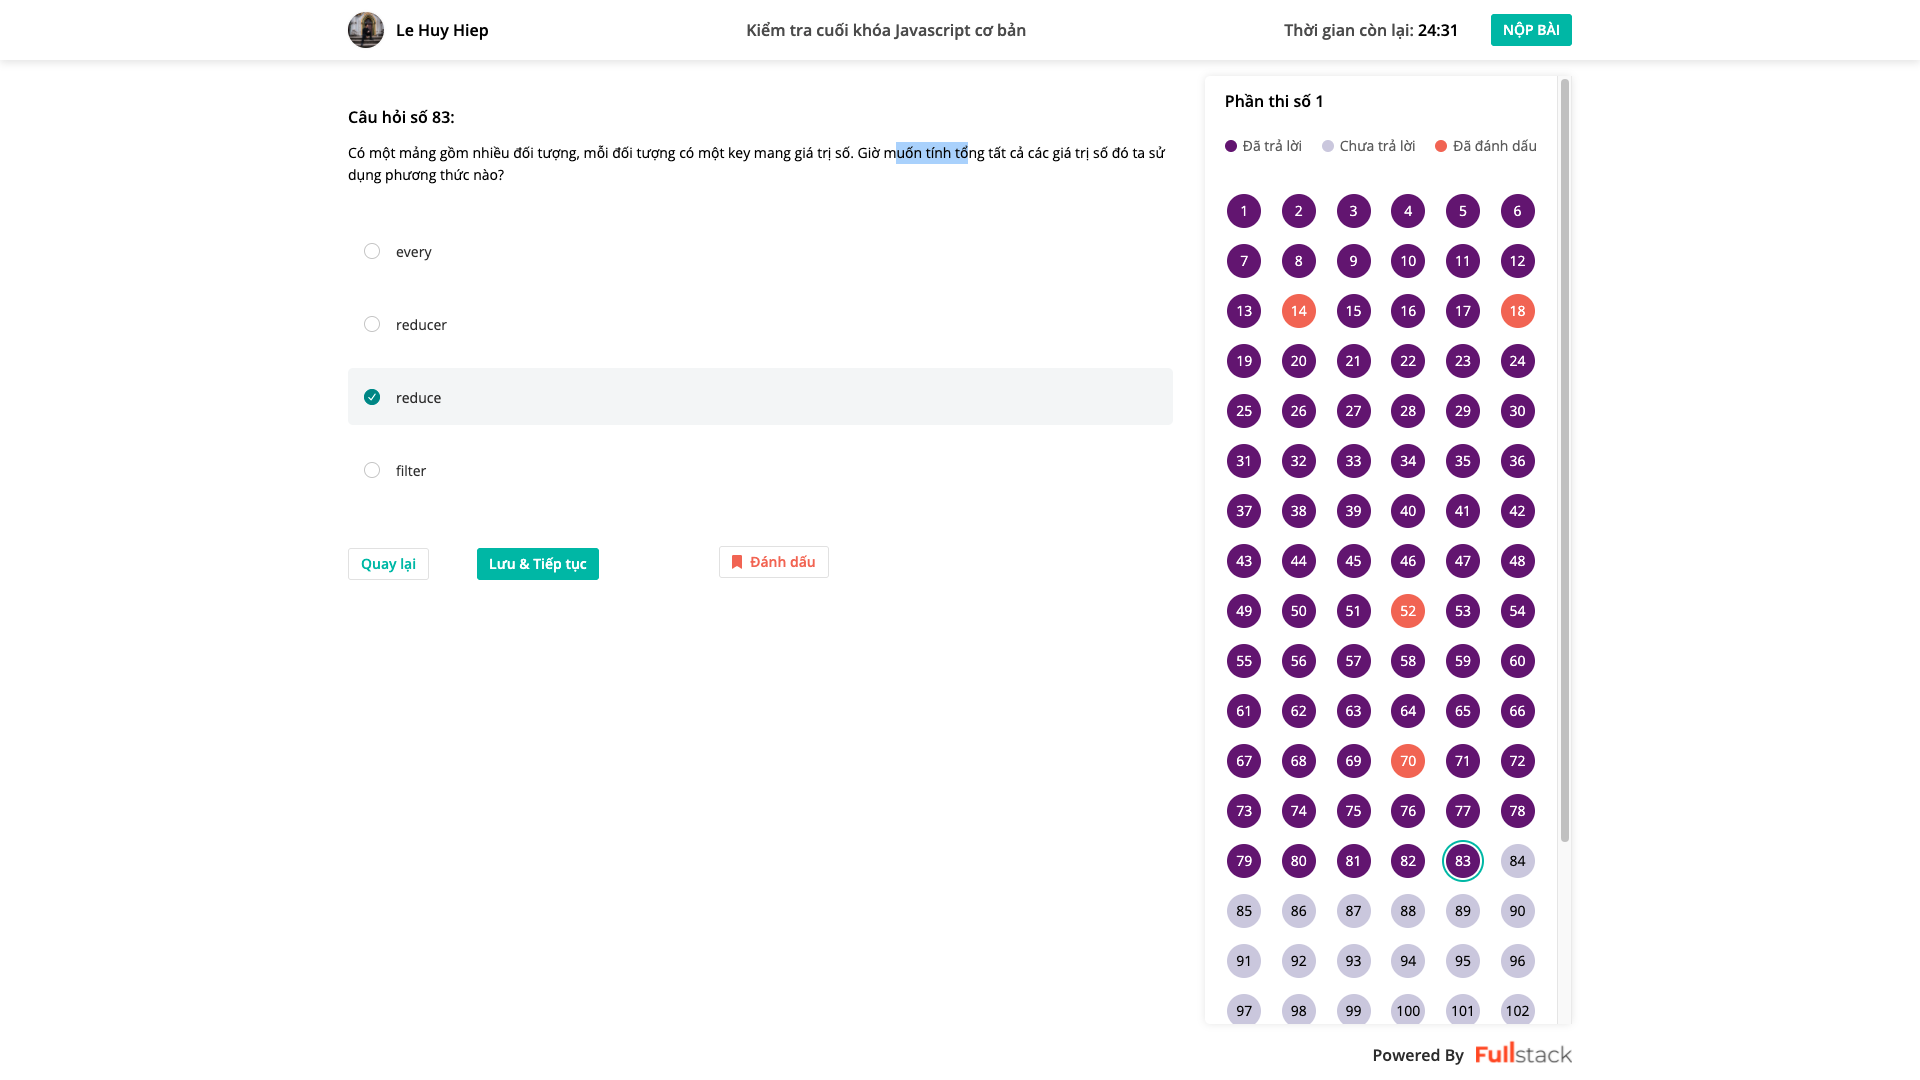 Le Huy Hiep
Kiểm tra cuối khóa Javascript cơ bản
Thời gian còn lại: 24:31
NỘP BÀI
Câu hỏi số 83:
Có một mảng gồm nhiều đối tượng, mỗi đối tượng có một key mang giá trị số. Giờ muốn tính tổng tất cả các giá trị số đó ta sử
dụng phương thức nào?
every
reducer
reduce
filter
Quay lại
Lưu & Tiếp tục
Đánh dấu
Phần thi số 1
Đã trả lời
Chưa trả lời
Đã đánh dấu
1 2 3 4 5 6
7 8 9 10 11 12
13 14 15 16 17 18
19 20 21 22 23 24
25 26 27 28 29 30
31 32 33 34 35 36
37 38 39 40 41 42
43 44 45 46 47 48
49 50 51 52 53 54
55 56 57 58 59 60
61 62 63 64 65 66
67 68 69 70 71 72
73 74 75 76 77 78
79 80 81 82 83 84
85 86 87 88 89 90
91 92 93 94 95 96
97 98 99 100 101 102
Powered By Fullstack